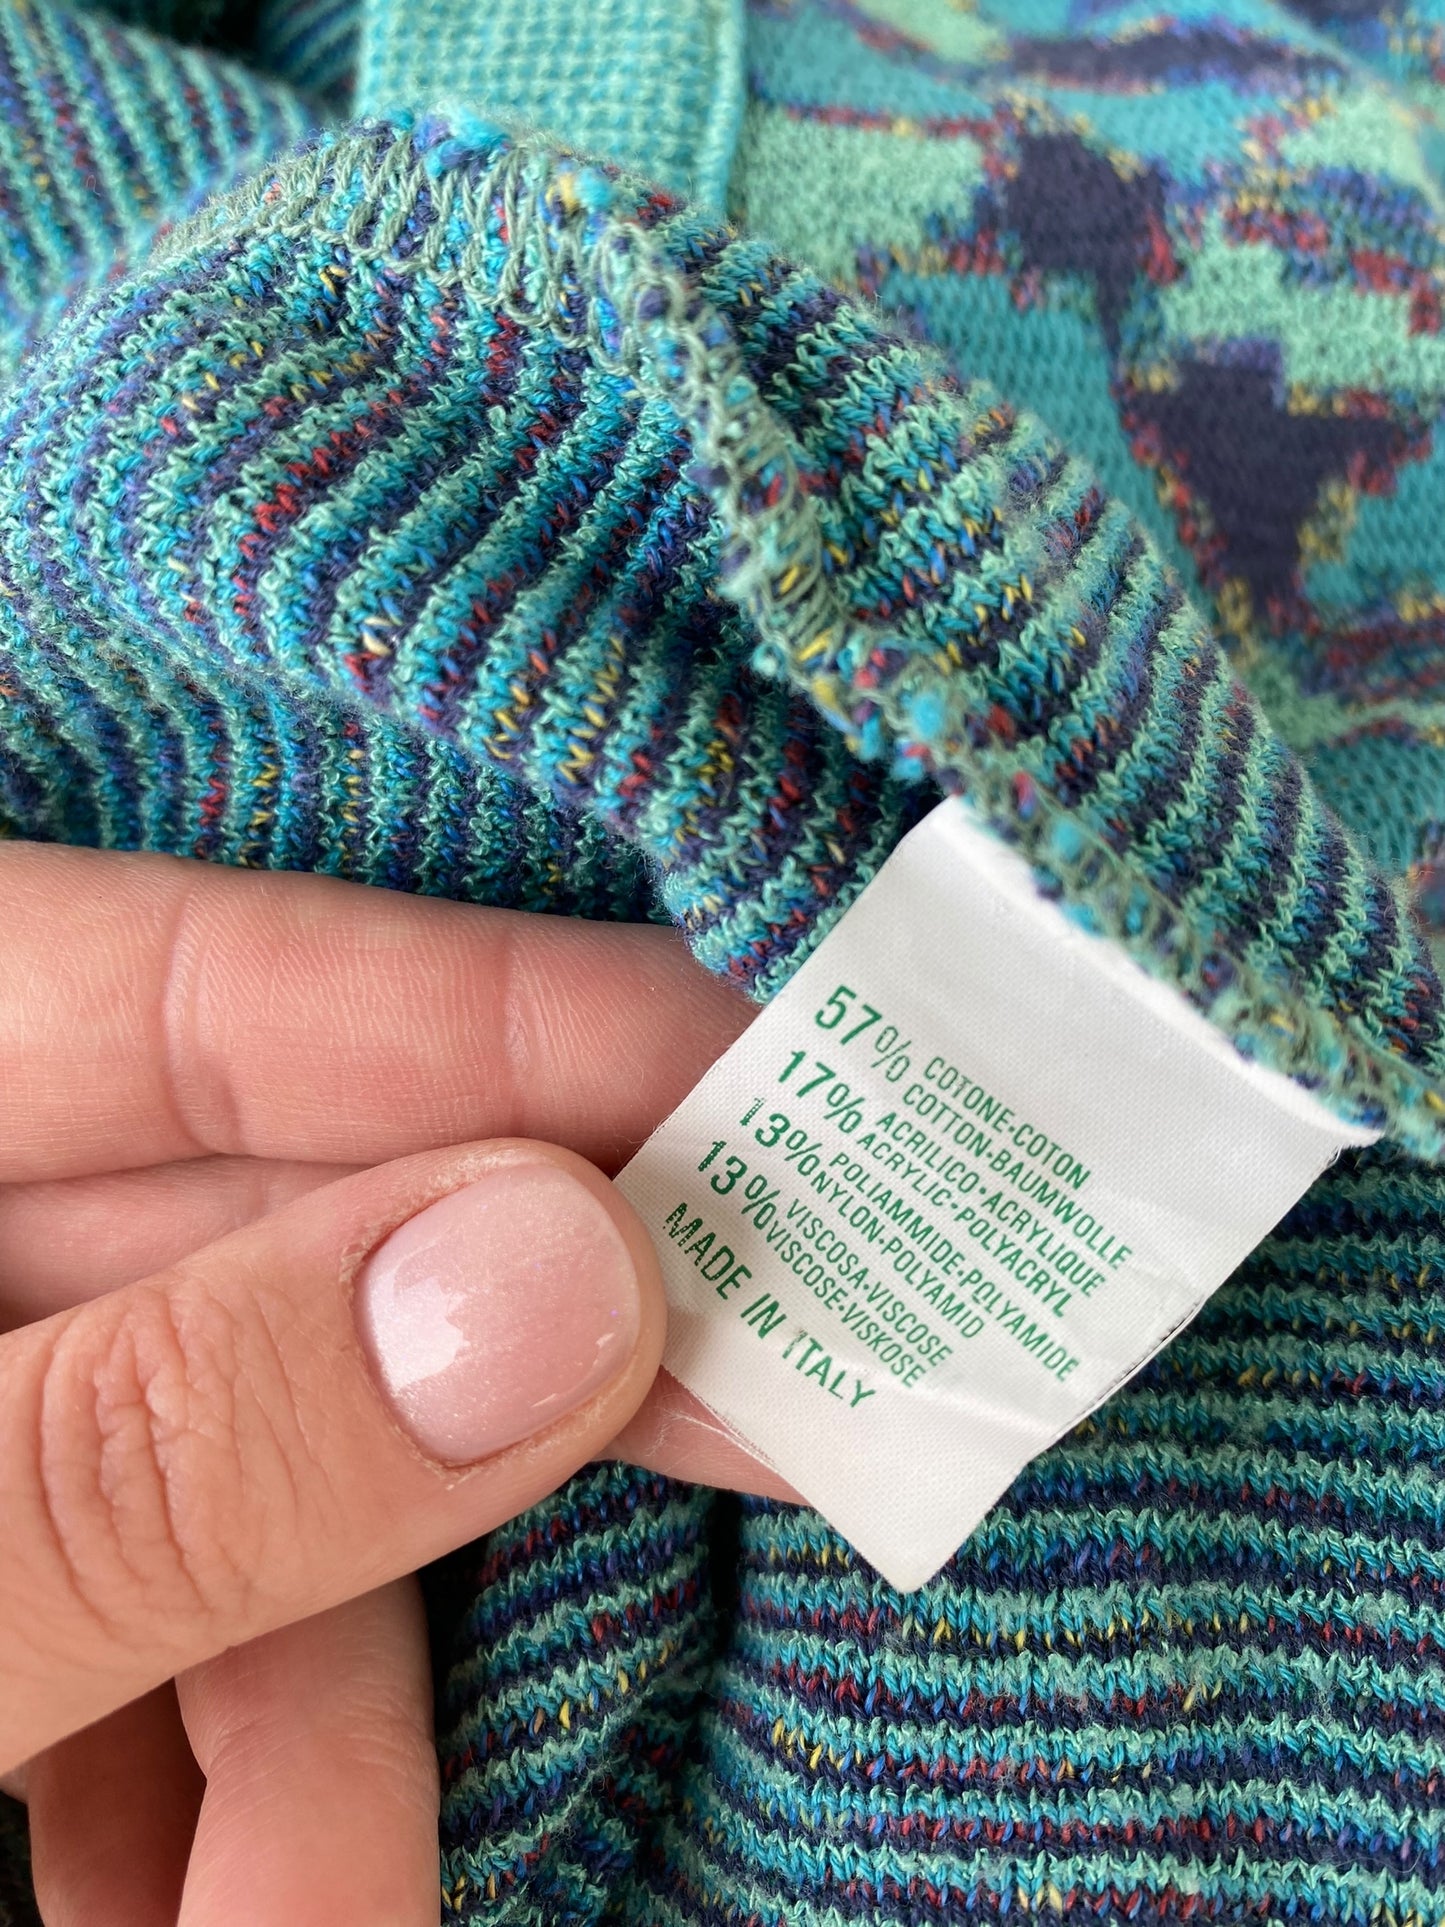 57% COTONE-COTON
COTTON-BAUMWOLLE
17% ACRILICO-ACRYLIQUE
ACRYLIC-POLYACRYL
13% POLIAMMIDE-POLYAMIDE
NYLON-POLYAMID
13% VISCOSA-VISCOSE
VISCOSE-VISKOSE
MADE IN ITALY